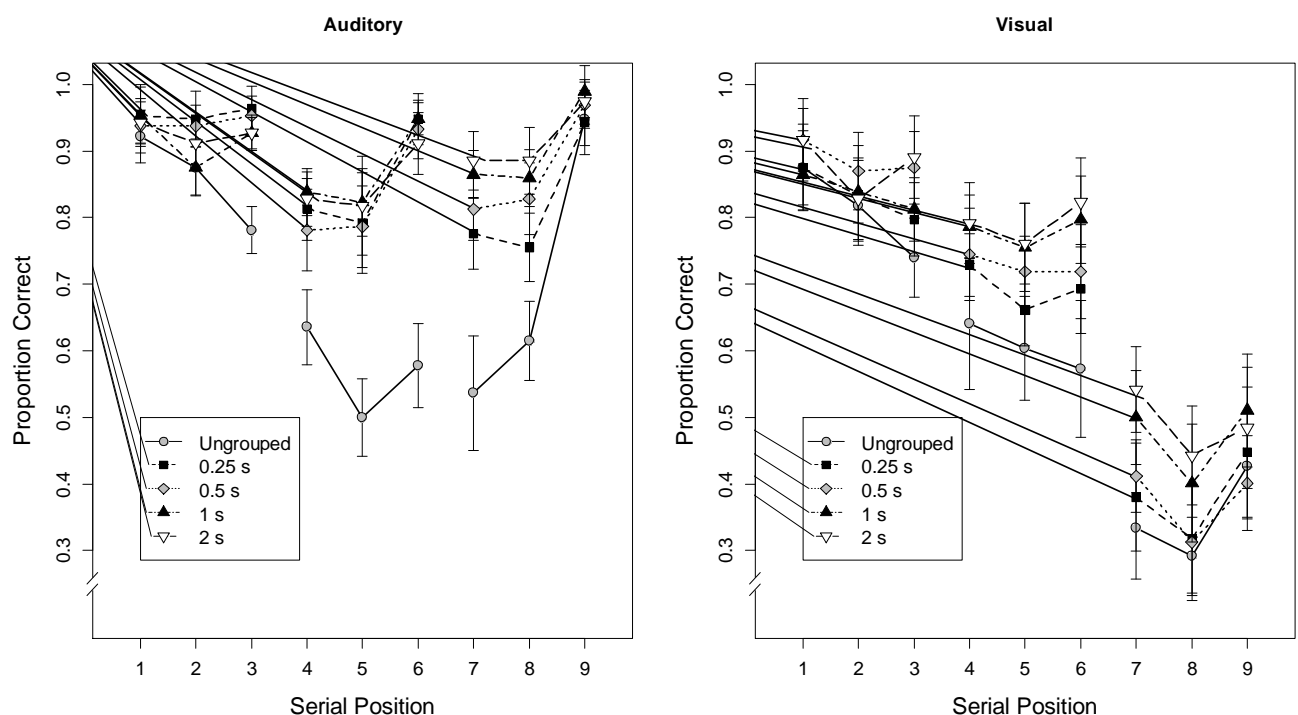 Auditory
Visual
Proportion Correct
1.0
0.9
0.8
0.7
0.6
0.5
0.4
0.3
Ungrouped
0.25 s
0.5 s
1 s
2 s
1 2 3 4 5 6 7 8 9
Serial Position
Proportion Correct
1.0
0.9
0.8
0.7
0.6
0.5
0.4
0.3
Ungrouped
0.25 s
0.5 s
1 s
2 s
1 2 3 4 5 6 7 8 9
Serial Position